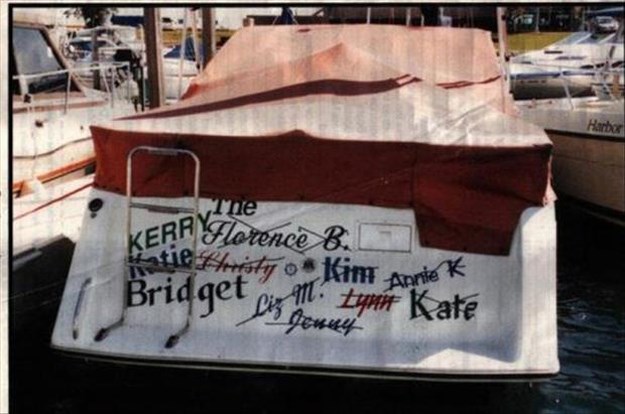 Harbor
The
KERRY Florence B.
Katie Christy Kim Annie K
Bridget Liz M. Lynn Kate
Jenny